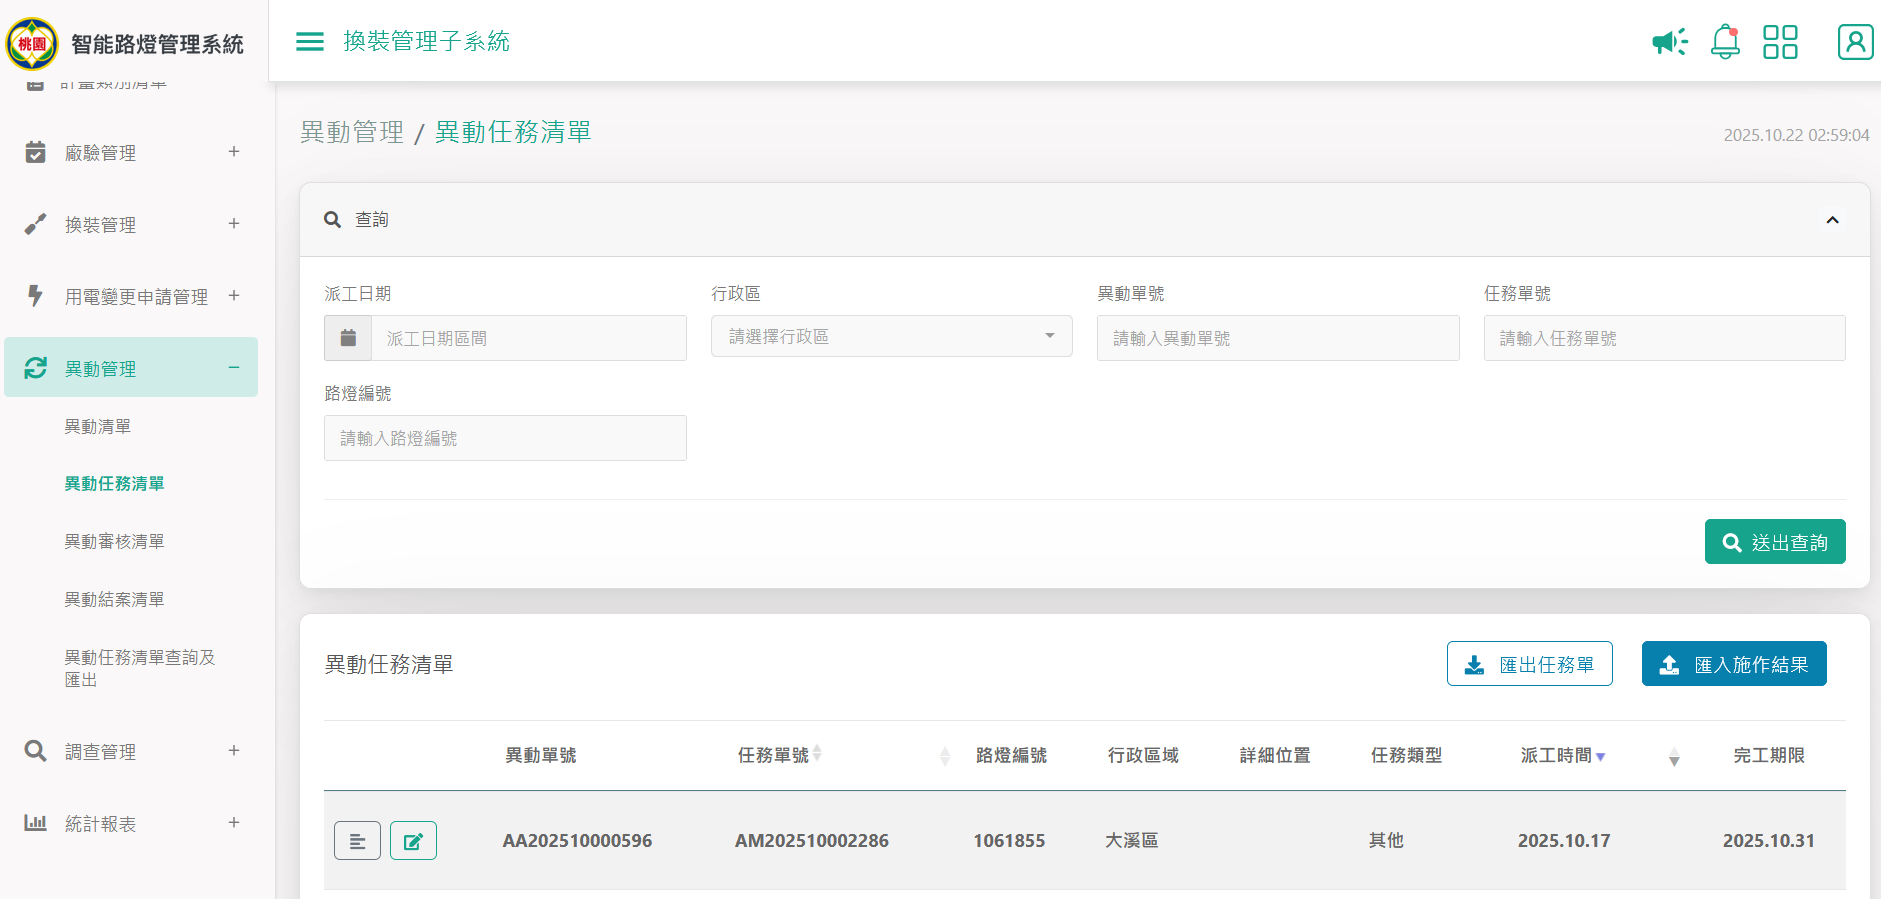 桃園
智能路燈管理系統
換裝管理子系統
廠驗管理
換裝管理
用電變更申請管理
異動管理
異動清單
異動任務清單
異動審核清單
異動結案清單
異動任務清單查詢及
匯出
調查管理
統計報表
異動管理 / 異動任務清單
2025.10.22 02:59:04
查詢
派工日期
行政區
異動單號
任務單號
派工日期區間
請選擇行政區
請輸入異動單號
請輸入任務單號
路燈編號
請輸入路燈編號
送出查詢
異動任務清單
匯出任務單
匯入施作結果
異動單號 任務單號 路燈編號 行政區域 詳細位置 任務類型 派工時間 完工期限
AA202510000596 AM202510002286 1061855 大溪區 其他 2025.10.17 2025.10.31